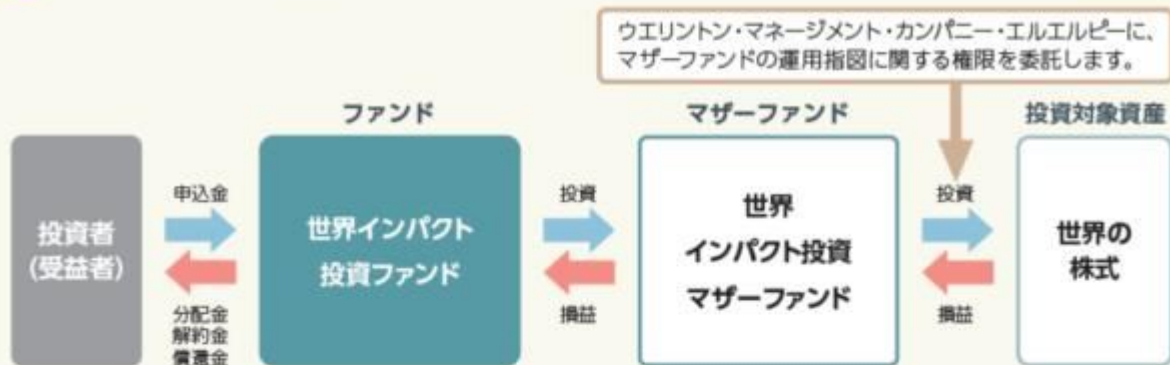 ウエリントン・マネージメント・カンパニー・エルエルピーに、
マザーファンドの運用指図に関する権限を委託します。
ファンド
マザーファンド
投資対象資産
投資者
(受益者)
申込金
分配金
解約金
償還金
世界インパクト
投資ファンド
投資
損益
世界
インパクト投資
マザーファンド
投資
損益
世界の
株式